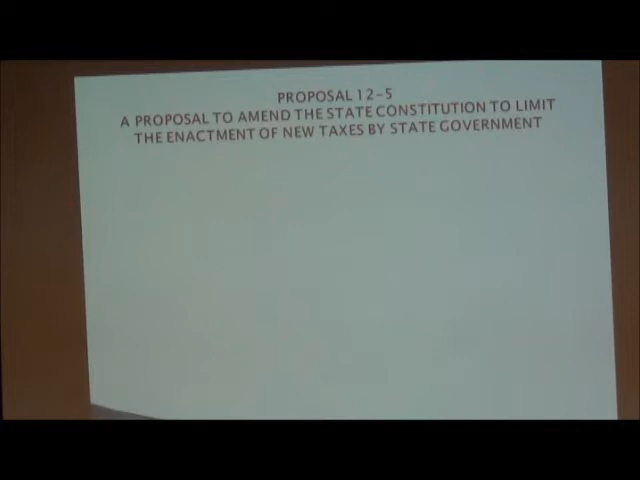 PROPOSAL 12-5
A PROPOSAL TO AMEND THE STATE CONSTITUTION TO LIMIT
THE ENACTMENT OF NEW TAXES BY STATE GOVERNMENT